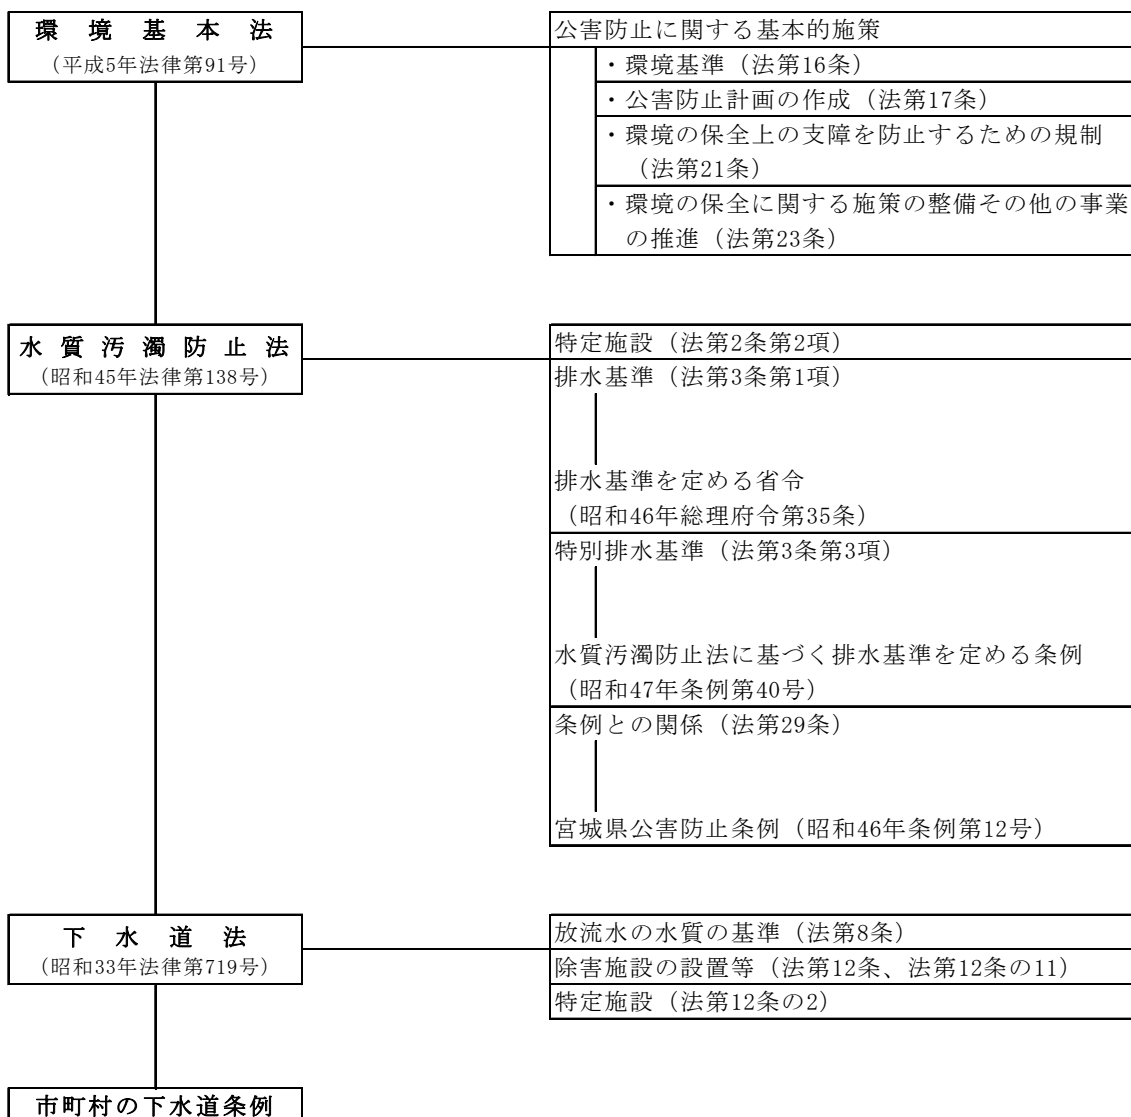 環境基本法
（平成5年法律第91号）
公害防止に関する基本的施策
・環境基準（法第16条）
・公害防止計画の作成（法第17条）
・環境の保全上の支障を防止するための規制
（法第21条）
・環境の保全に関する施策の整備その他の事業
の推進（法第23条）
水質汚濁防止法
（昭和45年法律第138号）
特定施設（法第2条第2項）
排水基準（法第3条第1項）
排水基準を定める省令
（昭和46年総理府令第35条）
特別排水基準（法第3条第3項）
水質汚濁防止法に基づく排水基準を定める条例
（昭和47年条例第40号）
条例との関係（法第29条）
宮城県公害防止条例（昭和46年条例第12号）
下水道法
（昭和33年法律第719号）
放流水の水質の基準（法第8条）
除害施設の設置等（法第12条、法第12条の11）
特定施設（法第12条の2）
市町村の下水道条例